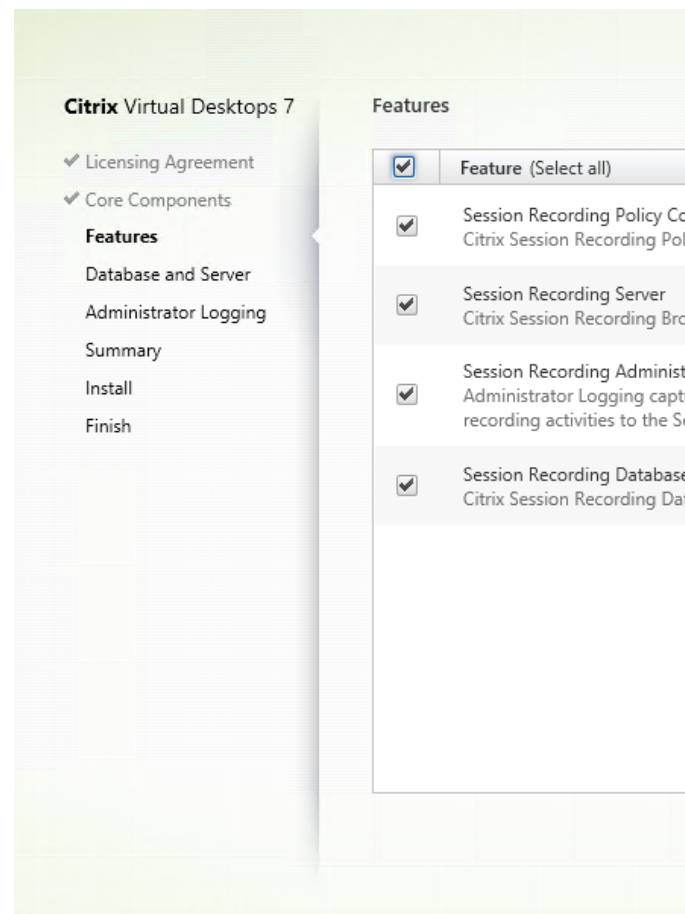 Citrix Virtual Desktops 7
Licensing Agreement
Core Components
Features
Database and Server
Administrator Logging
Summary
Install
Finish
Features
Feature (Select all)
Session Recording Policy Co
Citrix Session Recording Pol
Session Recording Server
Citrix Session Recording Bro
Session Recording Administ
Administrator Logging capt
recording activities to the Se
Session Recording Database
Citrix Session Recording Dat